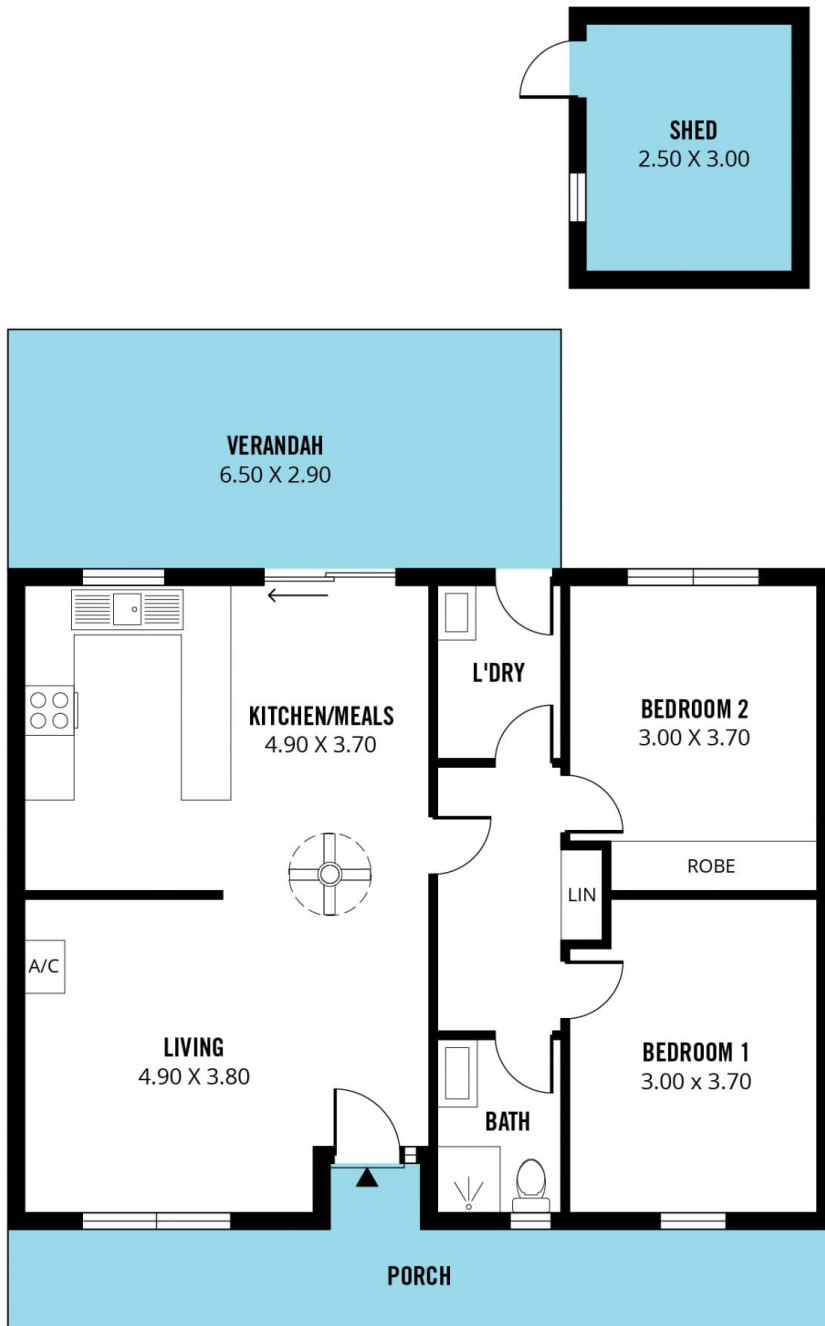 SHED
2.50 X 3.00
VERANDAH
6.50 X 2.90
L'DRY
KITCHEN/MEALS
4.90 X 3.70
BEDROOM 2
3.00 X 3.70
ROBE
LIN
A/C
LIVING
4.90 X 3.80
BEDROOM 1
3.00 x 3.70
BATH
PORCH